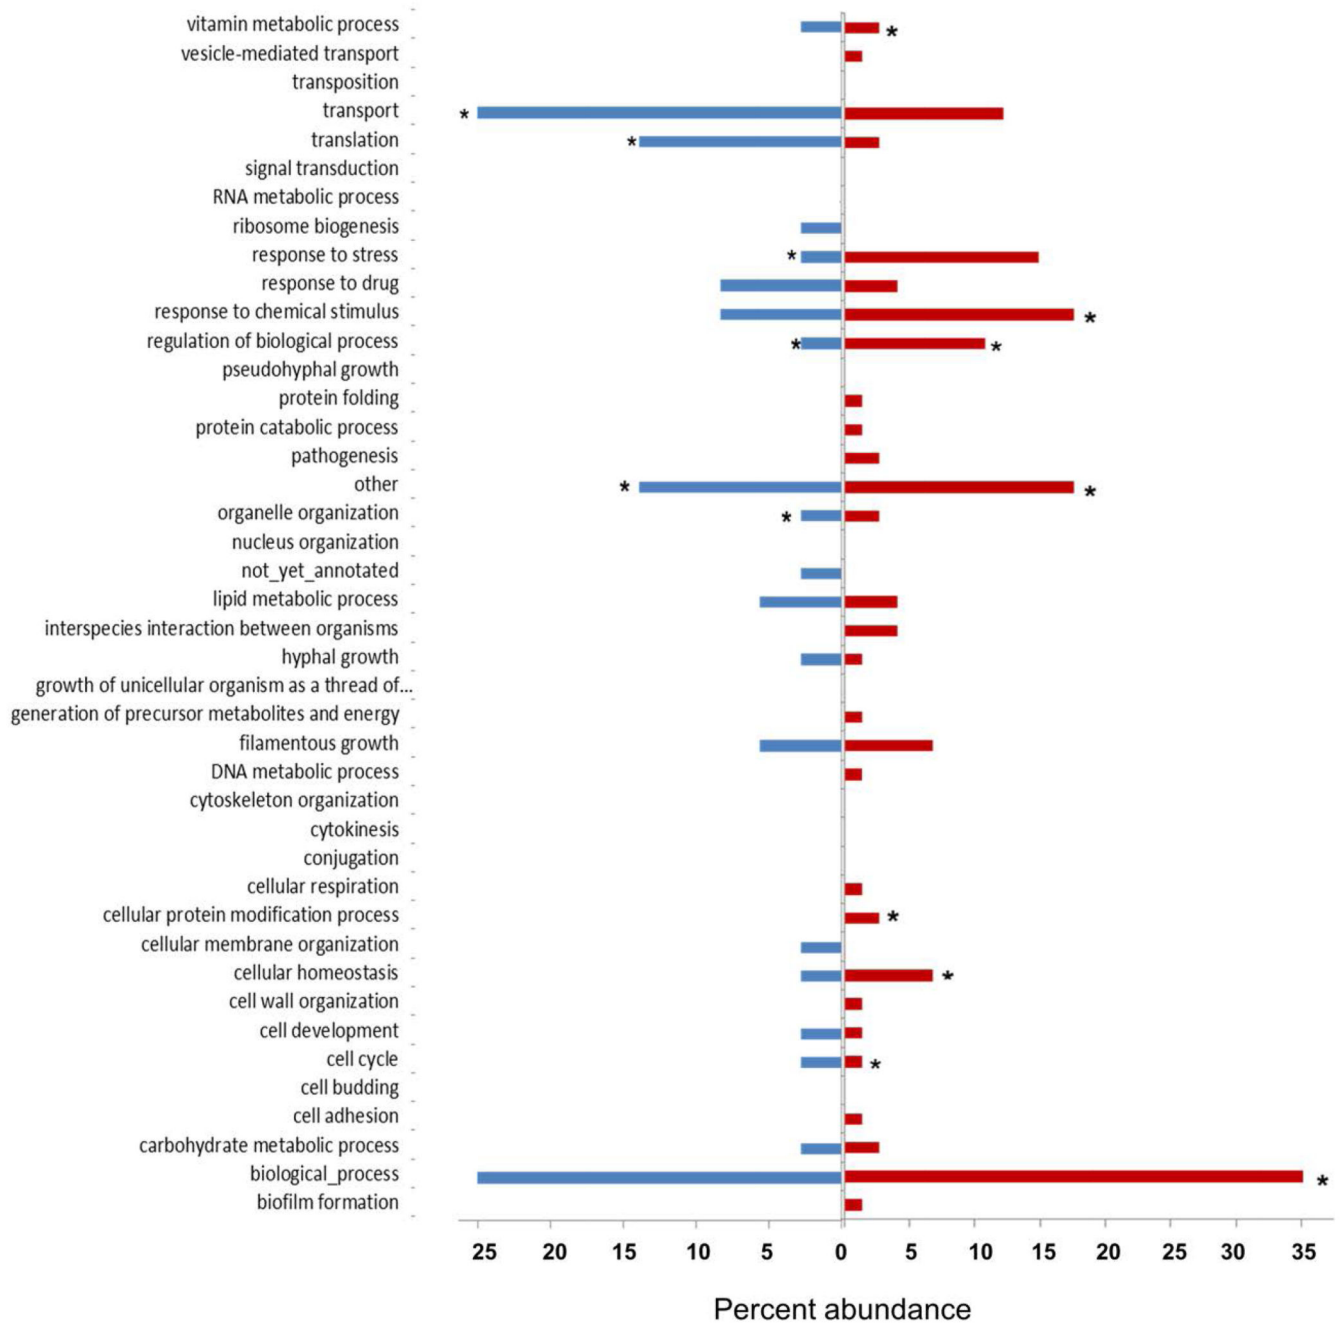 vitamin metabolic process *
vesicle-mediated transport
transposition
transport *
translation *
signal transduction
RNA metabolic process
ribosome biogenesis
response to stress *
response to drug
response to chemical stimulus *
regulation of biological process * *
pseudohyphal growth
protein folding
protein catabolic process
pathogenesis
other * *
organelle organization *
nucleus organization
not_yet_annotated
lipid metabolic process
interspecies interaction between organisms
hyphal growth
growth of unicellular organism as a thread of...
generation of precursor metabolites and energy
filamentous growth
DNA metabolic process
cytoskeleton organization
cytokinesis
conjugation
cellular respiration
cellular protein modification process *
cellular membrane organization
cellular homeostasis *
cell wall organization
cell development
cell cycle *
cell budding
cell adhesion
carbohydrate metabolic process
biological_process *
biofilm formation
25 20 15 10 5 0 5 10 15 20 25 30 35
Percent abundance